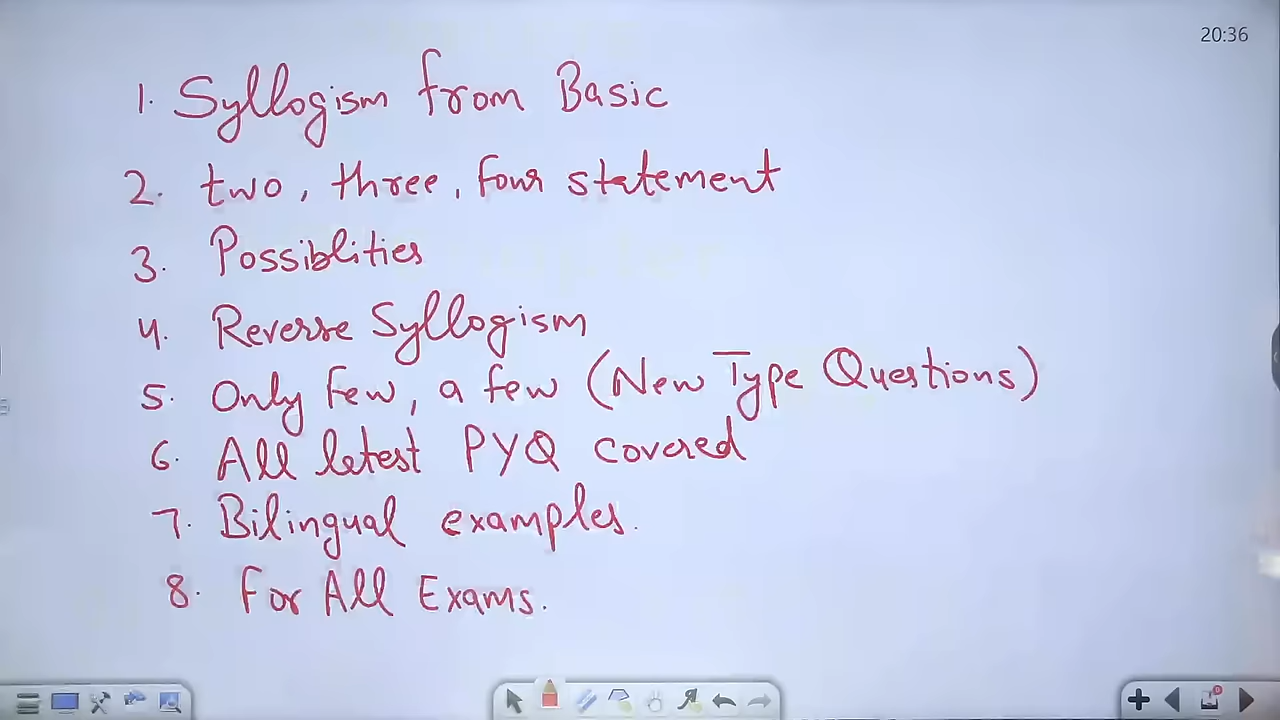 20:36
1. Syllogism from Basic
2. two, three, four statement
3. Possiblities
4. Reverse Syllogism
5. Only few, a few (New Type Questions)
6. All letest PYQ covered
7. Bilingual examples.
8. For All Exams.